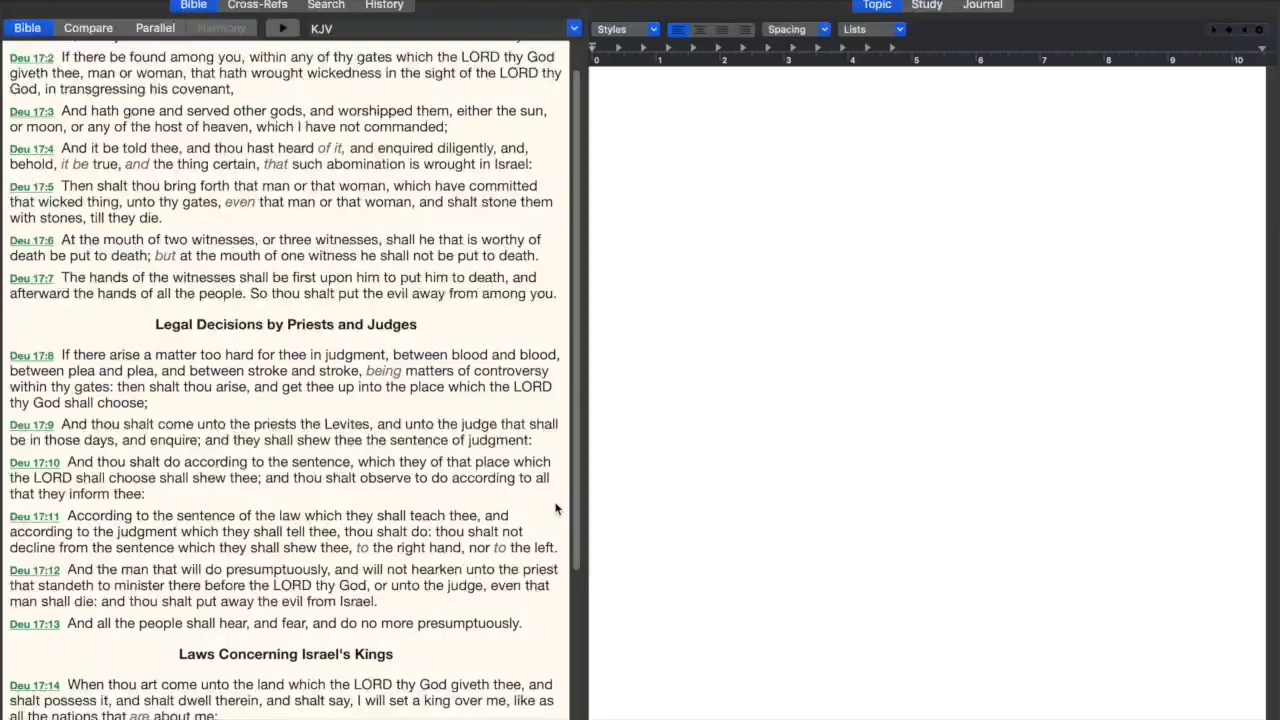 Bible Cross-Refs Search History Topic Study Journal
Bible Compare Parallel Harmony KJV Styles Spacing Lists
0 1 2 3 4 5 6 7 8 9 10
Deu 17:2 If there be found among you, within any of thy gates which the LORD thy God
giveth thee, man or woman, that hath wrought wickedness in the sight of the LORD thy
God, in transgressing his covenant,
Deu 17:3 And hath gone and served other gods, and worshipped them, either the sun,
or moon, or any of the host of heaven, which I have not commanded;
Deu 17:4 And it be told thee, and thou hast heard of it, and enquired diligently, and,
behold, it be true, and the thing certain, that such abomination is wrought in Israel:
Deu 17:5 Then shalt thou bring forth that man or that woman, which have committed
that wicked thing, unto thy gates, even that man or that woman, and shalt stone them
with stones, till they die.
Deu 17:6 At the mouth of two witnesses, or three witnesses, shall he that is worthy of
death be put to death; but at the mouth of one witness he shall not be put to death.
Deu 17:7 The hands of the witnesses shall be first upon him to put him to death, and
afterward the hands of all the people. So thou shalt put the evil away from among you.
Legal Decisions by Priests and Judges
Deu 17:8 If there arise a matter too hard for thee in judgment, between blood and blood,
between plea and plea, and between stroke and stroke, being matters of controversy
within thy gates: then shalt thou arise, and get thee up into the place which the LORD
thy God shall choose;
Deu 17:9 And thou shalt come unto the priests the Levites, and unto the judge that shall
be in those days, and enquire; and they shall shew thee the sentence of judgment:
Deu 17:10 And thou shalt do according to the sentence, which they of that place which
the LORD shall choose shall shew thee; and thou shalt observe to do according to all
that they inform thee:
Deu 17:11 According to the sentence of the law which they shall teach thee, and
according to the judgment which they shall tell thee, thou shalt do: thou shalt not
decline from the sentence which they shall shew thee, to the right hand, nor to the left.
Deu 17:12 And the man that will do presumptuously, and will not hearken unto the priest
that standeth to minister there before the LORD thy God, or unto the judge, even that
man shall die: and thou shalt put away the evil from Israel.
Deu 17:13 And all the people shall hear, and fear, and do no more presumptuously.
Laws Concerning Israel's Kings
Deu 17:14 When thou art come unto the land which the LORD thy God giveth thee, and
shalt possess it, and shalt dwell therein, and shalt say, I will set a king over me, like as
all the nations that are about me;